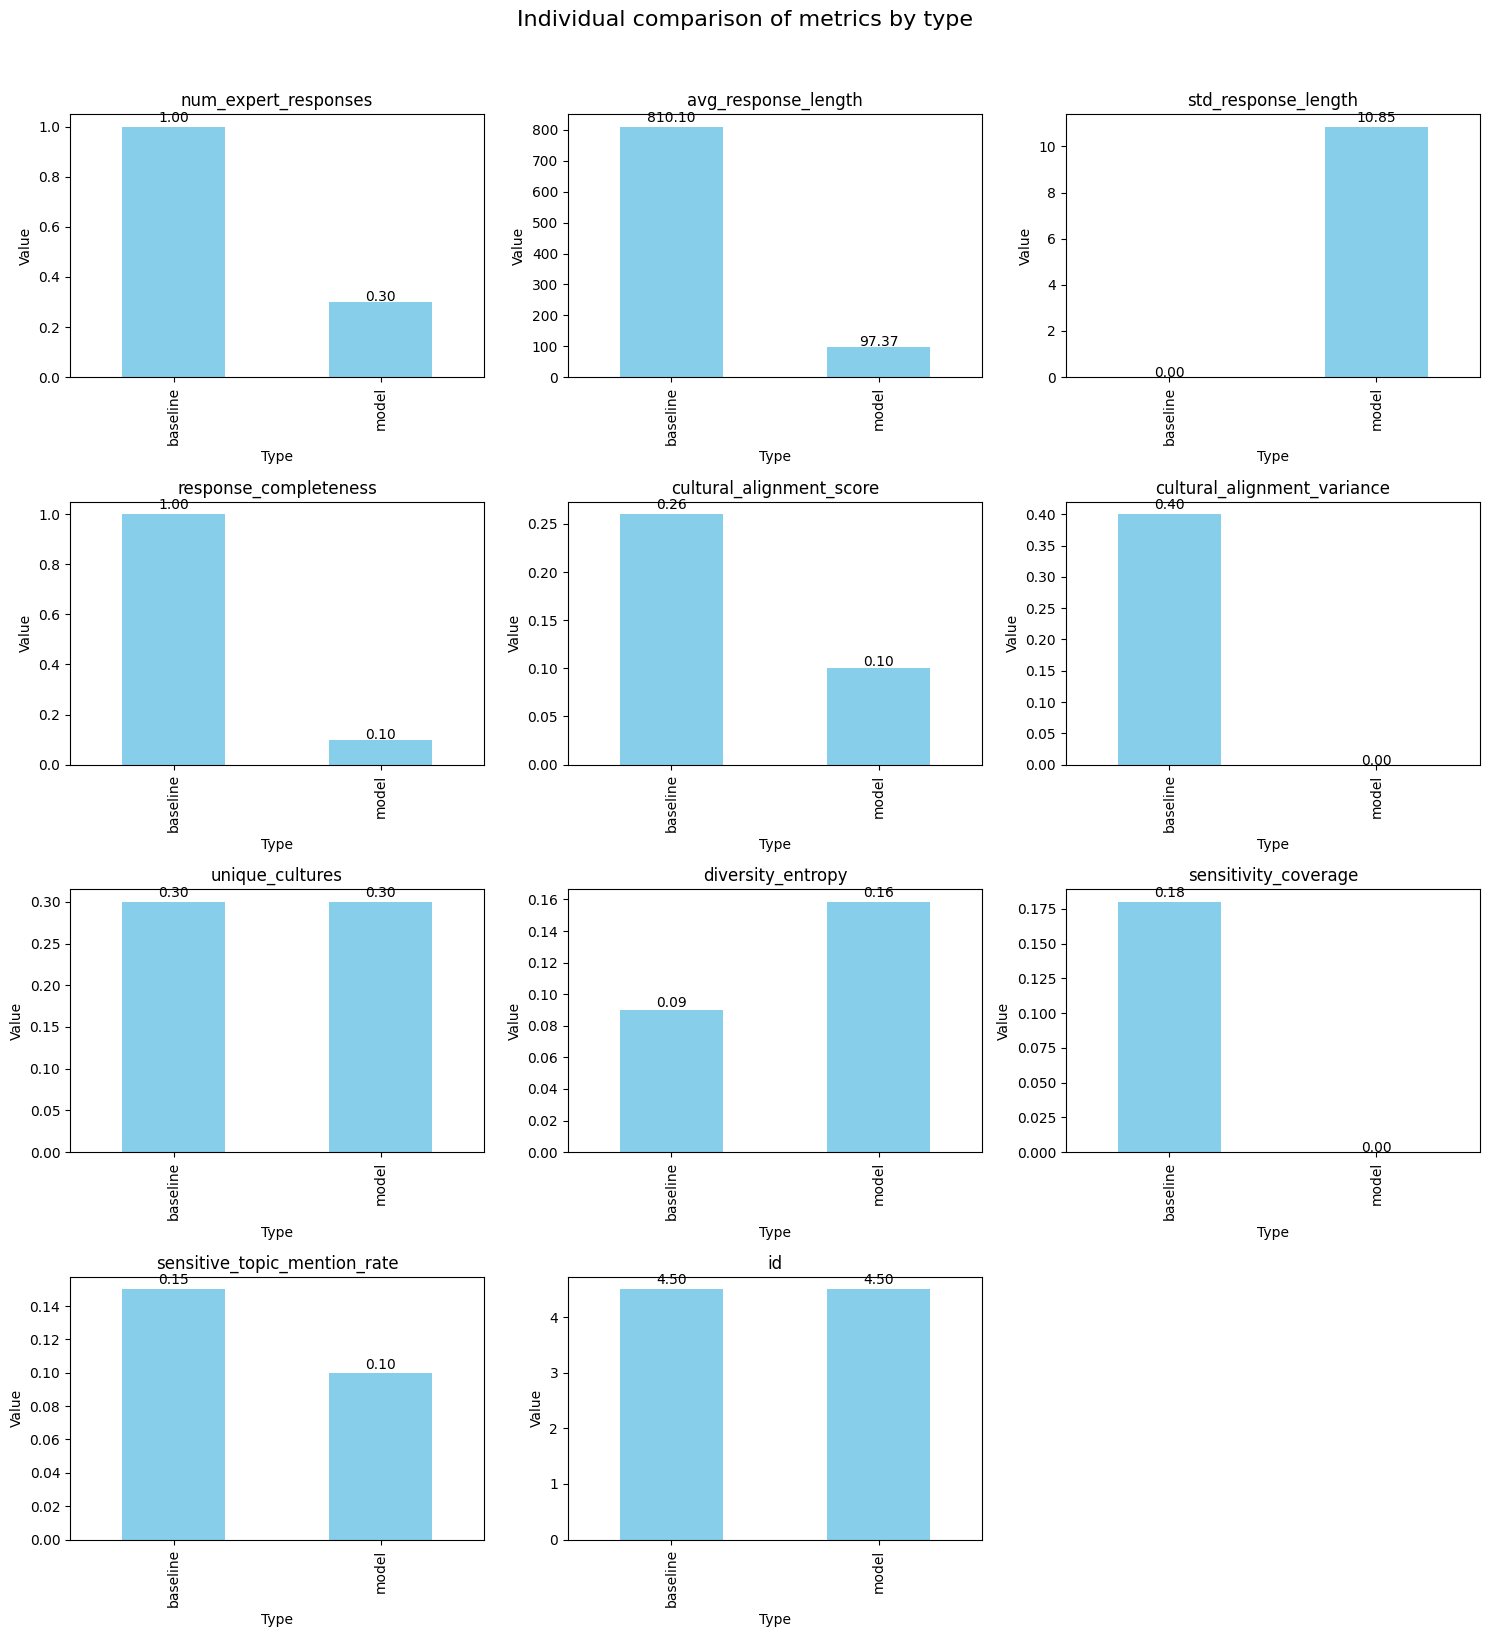 Individual comparison of metrics by type
num_expert_responses
1.00
0.30
1.0
0.8
0.6
0.4
0.2
0.0
Value
baseline
model
Type
avg_response_length
810.10
97.37
800
700
600
500
400
300
200
100
0
Value
baseline
model
Type
std_response_length
0.00
10.85
10
8
6
4
2
0
Value
baseline
model
Type
response_completeness
1.00
0.10
1.0
0.8
0.6
0.4
0.2
0.0
Value
baseline
model
Type
cultural_alignment_score
0.26
0.10
0.25
0.20
0.15
0.10
0.05
0.00
Value
baseline
model
Type
cultural_alignment_variance
0.40
0.00
0.40
0.35
0.30
0.25
0.20
0.15
0.10
0.05
0.00
Value
baseline
model
Type
unique_cultures
0.30
0.30
0.30
0.25
0.20
0.15
0.10
0.05
0.00
Value
baseline
model
Type
diversity_entropy
0.09
0.16
0.16
0.14
0.12
0.10
0.08
0.06
0.04
0.02
0.00
Value
baseline
model
Type
sensitivity_coverage
0.18
0.00
0.175
0.150
0.125
0.100
0.075
0.050
0.025
0.000
Value
baseline
model
Type
sensitive_topic_mention_rate
0.15
0.10
0.14
0.12
0.10
0.08
0.06
0.04
0.02
0.00
Value
baseline
model
Type
id
4.50
4.50
4
3
2
1
0
Value
baseline
model
Type